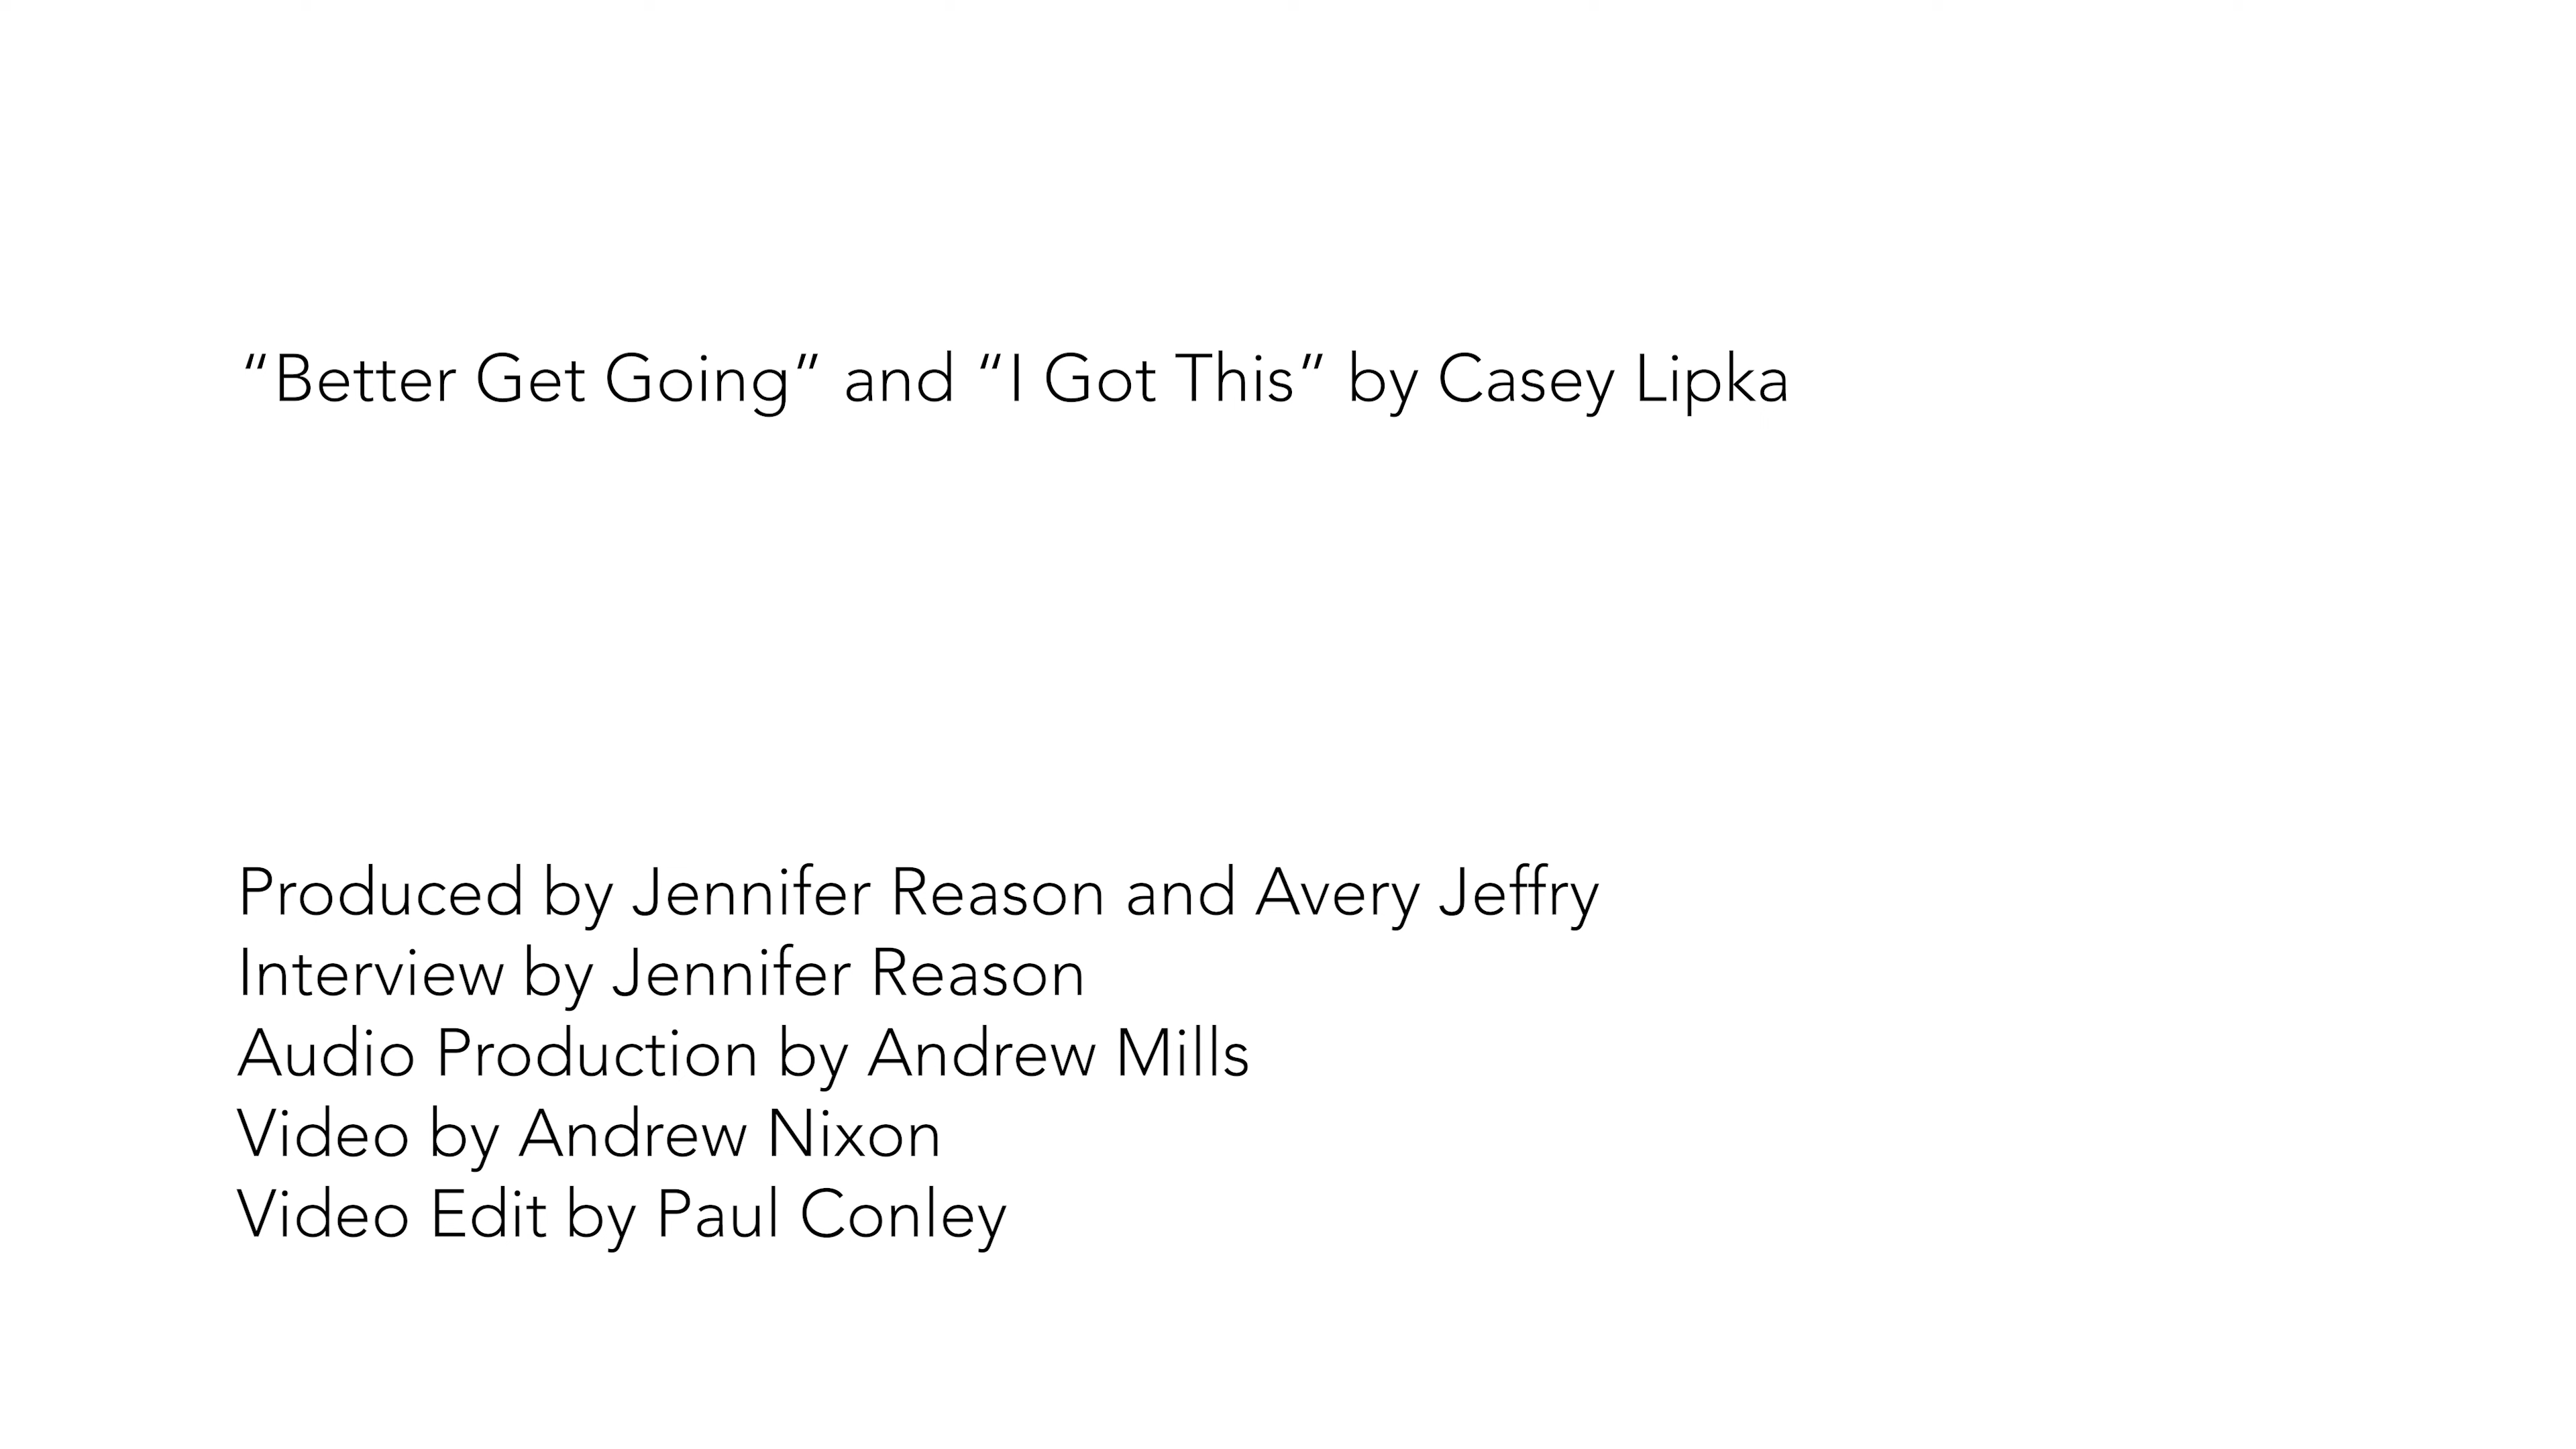 “Better Get Going” and “I Got This” by Casey Lipka
Produced by Jennifer Reason and Avery Jeffry
Interview by Jennifer Reason
Audio Production by Andrew Mills
Video by Andrew Nixon
Video Edit by Paul Conley